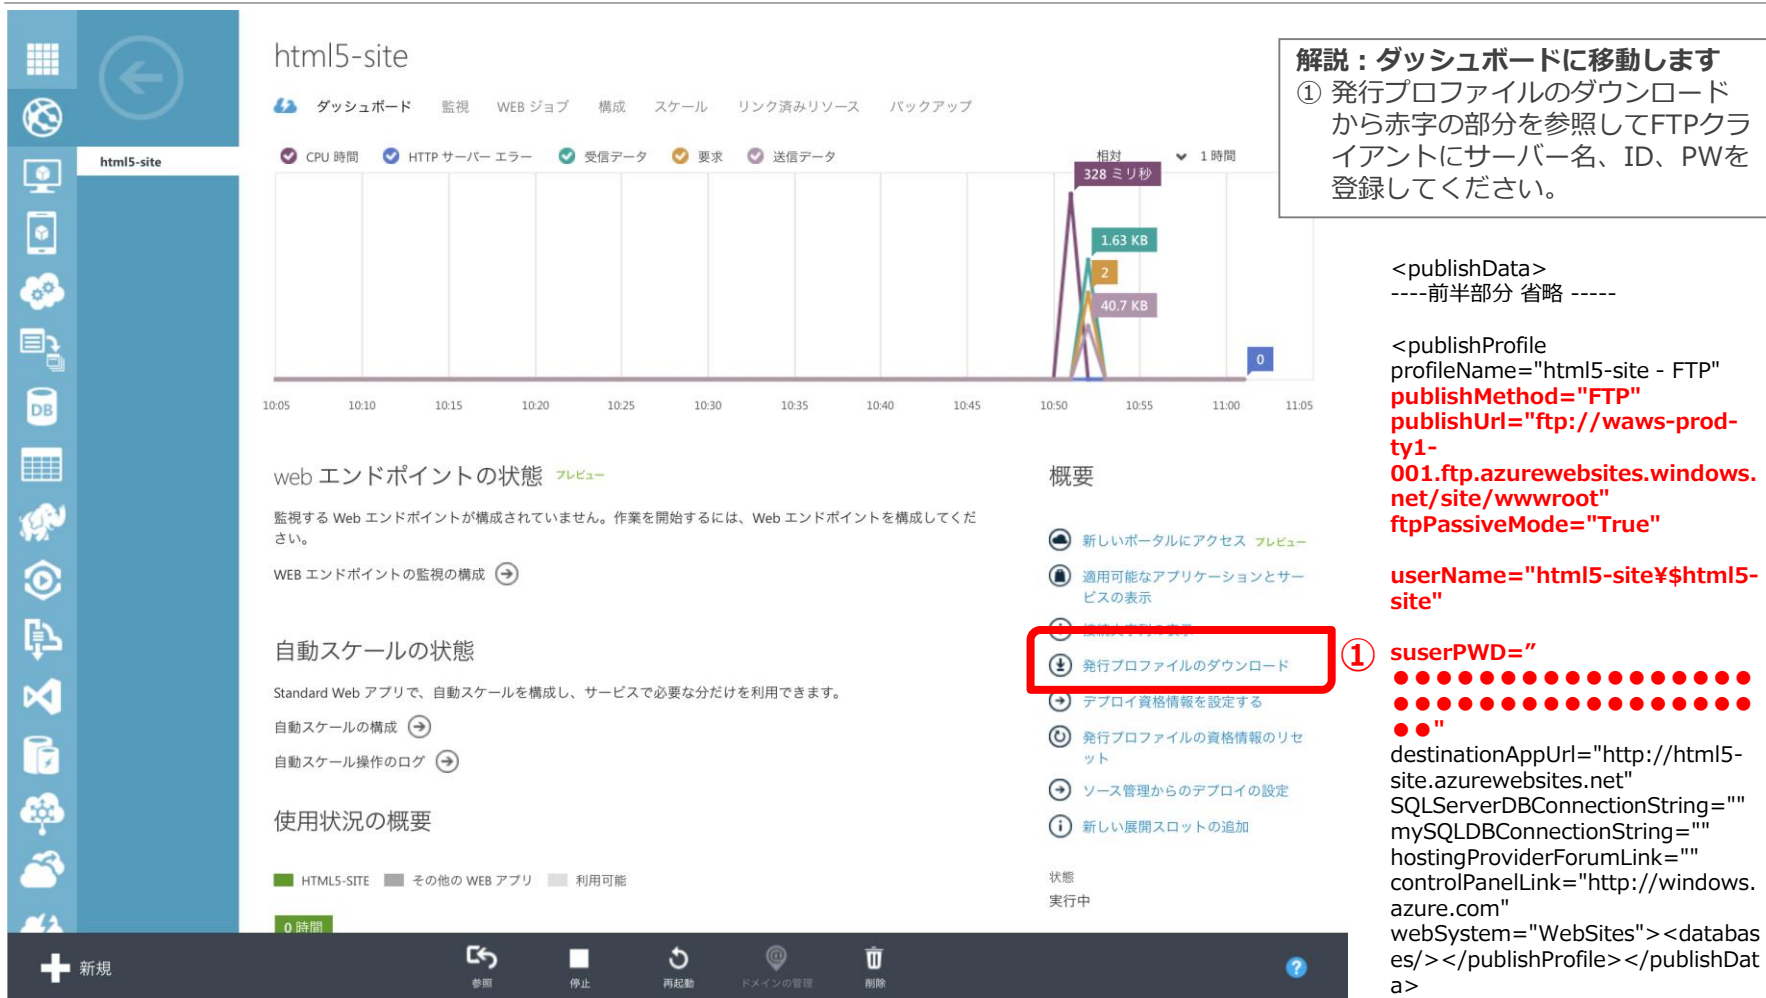 html5-site
ダッシュボード 監視 WEB ジョブ 構成 スケール リンク済みリソース バックアップ
html5-site
CPU 時間 HTTP サーバー エラー 受信データ 要求 送信データ 相対 1 時間
328 ミリ秒
1.63 KB
2
40.7 KB
0
10:05 10:10 10:15 10:20 10:25 10:30 10:35 10:40 10:45 10:50 10:55 11:00 11:05
web エンドポイントの状態 プレビュー
監視する Web エンドポイントが構成されていません。作業を開始するには、Web エンドポイントを構成してくだ
さい。
WEB エンドポイントの監視の構成
自動スケールの状態
Standard Web アプリで、自動スケールを構成し、サービスで必要な分だけを利用できます。
自動スケールの構成
自動スケール操作のログ
使用状況の概要
HTML5-SITE その他の WEB アプリ 利用可能
0 時間
概要
新しいポータルにアクセス プレビュー
適用可能なアプリケーションとサー
ビスの表示
接続文字列の表示
発行プロファイルのダウンロード
デプロイ資格情報を設定する
発行プロファイルの資格情報のリセ
ット
ソース管理からのデプロイの設定
新しい展開スロットの追加
状態
実行中
DB
新規
参照 停止 再起動 ドメインの管理 削除
?
解説：ダッシュボードに移動します
① 発行プロファイルのダウンロード
から赤字の部分を参照してFTPクラ
イアントにサーバー名、ID、PWを
登録してください。
<publishData>
----前半部分 省略 -----
<publishProfile
profileName="html5-site - FTP"
publishMethod="FTP"
publishUrl="ftp://waws-prod-
ty1-
001.ftp.azurewebsites.windows.
net/site/wwwroot"
ftpPassiveMode="True"
userName="html5-site¥$html5-
site"
①
suserPWD=”
●●●●●●●●●●●●●●●●●
●●●●●●●●●●●●●●●●●
●●"
destinationAppUrl="http://html5-
site.azurewebsites.net"
SQLServerDBConnectionString=""
mySQLDBConnectionString=""
hostingProviderForumLink=""
controlPanelLink="http://windows.
azure.com"
webSystem="WebSites"><databas
es/></publishProfile></publishDat
a>